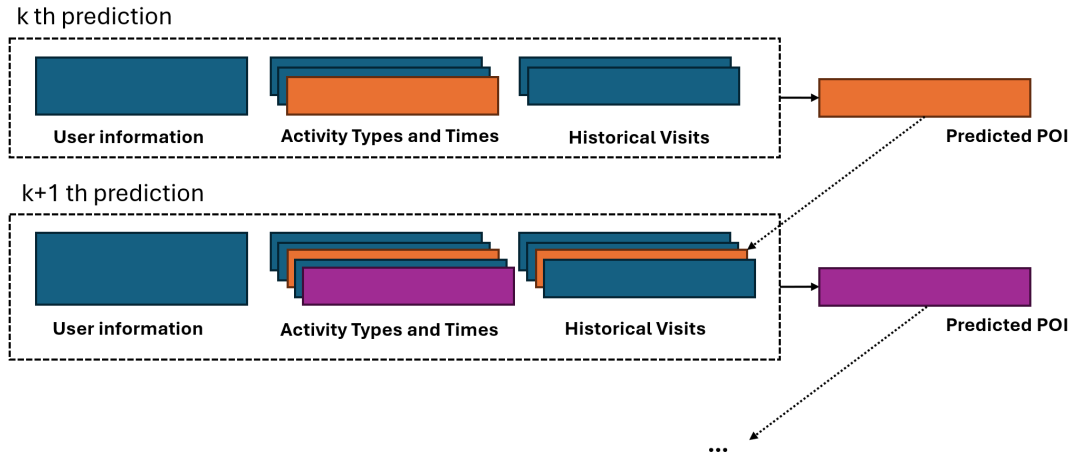 k th prediction
User information
Activity Types and Times
Historical Visits
Predicted POI
k+1 th prediction
User information
Activity Types and Times
Historical Visits
Predicted POI
...